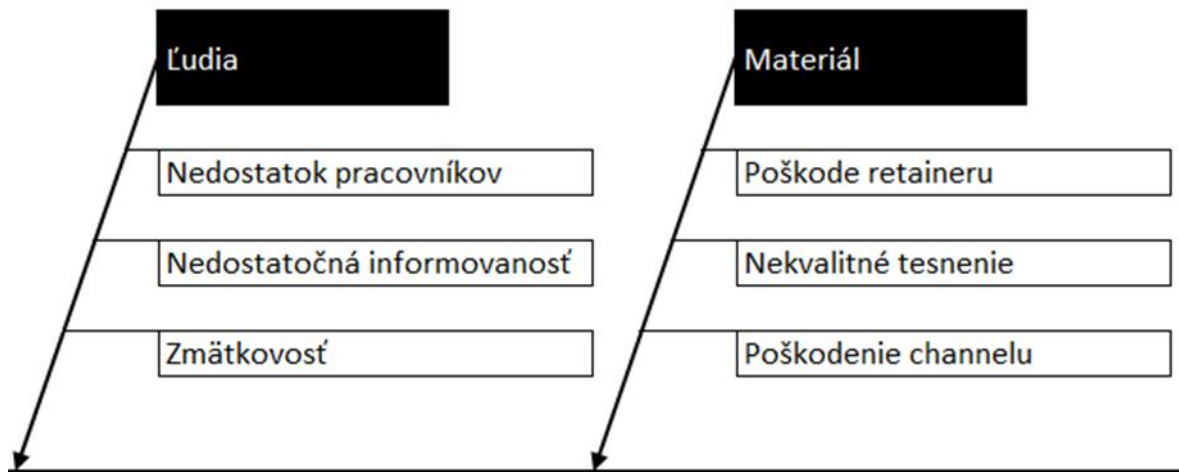 Ľudia
Nedostatok pracovníkov
Nedostatočná informovanosť
Zmätkovosť
Materiál
Poškode retaineru
Nekvalitné tesnenie
Poškodenie channelu